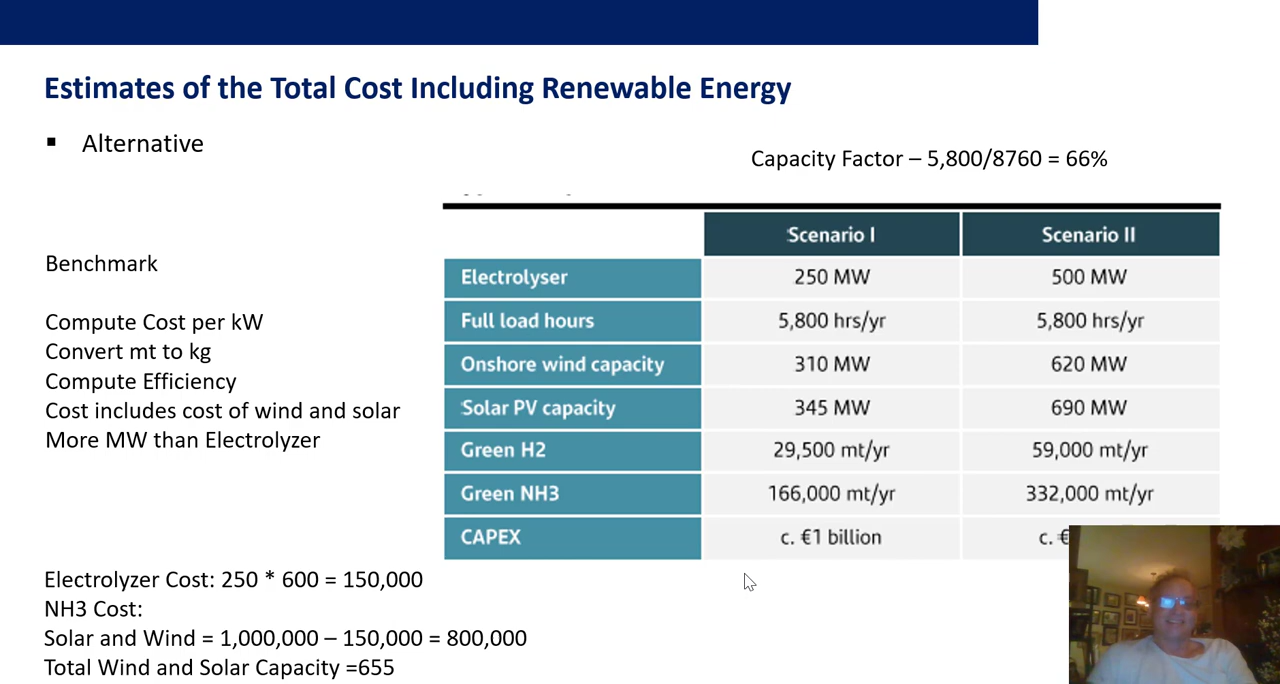 Estimates of the Total Cost Including Renewable Energy
▪ Alternative
Capacity Factor – 5,800/8760 = 66%
Scenario I Scenario II
Benchmark
Electrolyser 250 MW 500 MW
Compute Cost per kW
Full load hours 5,800 hrs/yr 5,800 hrs/yr
Convert mt to kg
Onshore wind capacity 310 MW 620 MW
Compute Efficiency
Cost includes cost of wind and solar
Solar PV capacity 345 MW 690 MW
More MW than Electrolyzer
Green H2 29,500 mt/yr 59,000 mt/yr
Green NH3 166,000 mt/yr 332,000 mt/yr
CAPEX c. €1 billion c. €
Electrolyzer Cost: 250 * 600 = 150,000
NH3 Cost:
Solar and Wind = 1,000,000 – 150,000 = 800,000
Total Wind and Solar Capacity =655